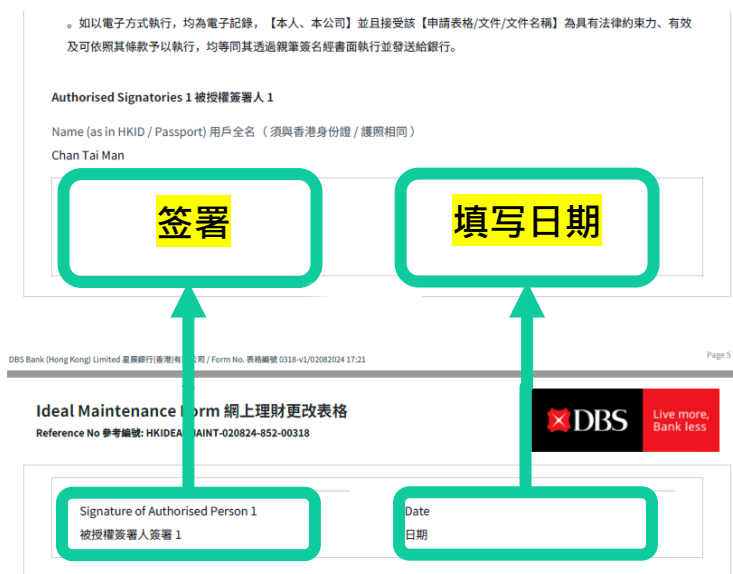 。如以電子方式執行，均為電子記錄，【本人、本公司】並且接受該【申請表格/文件/文件名稱】為具有法律約束力、有效
及可依照其條款予以執行，均等同其透過親筆簽名經書面執行並發送給銀行。
Authorised Signatories 1 被授權簽署人 1
Name (as in HKID / Passport) 用戶全名（須與香港身份證 / 護照相同）
Chan Tai Man
签署
填写日期
DBS Bank (Hong Kong) Limited 星展銀行(香港)有 公司 / Form No. 表格編號 0318-v1/02082024 17:21
Page 5
Ideal Maintenance orm 網上理財更改表格
Reference No 參考編號: HKIDEA AINT-020824-852-00318
DBS
Live more,
Bank less
Signature of Authorised Person 1
被授權簽署人簽署 1
Date
日期